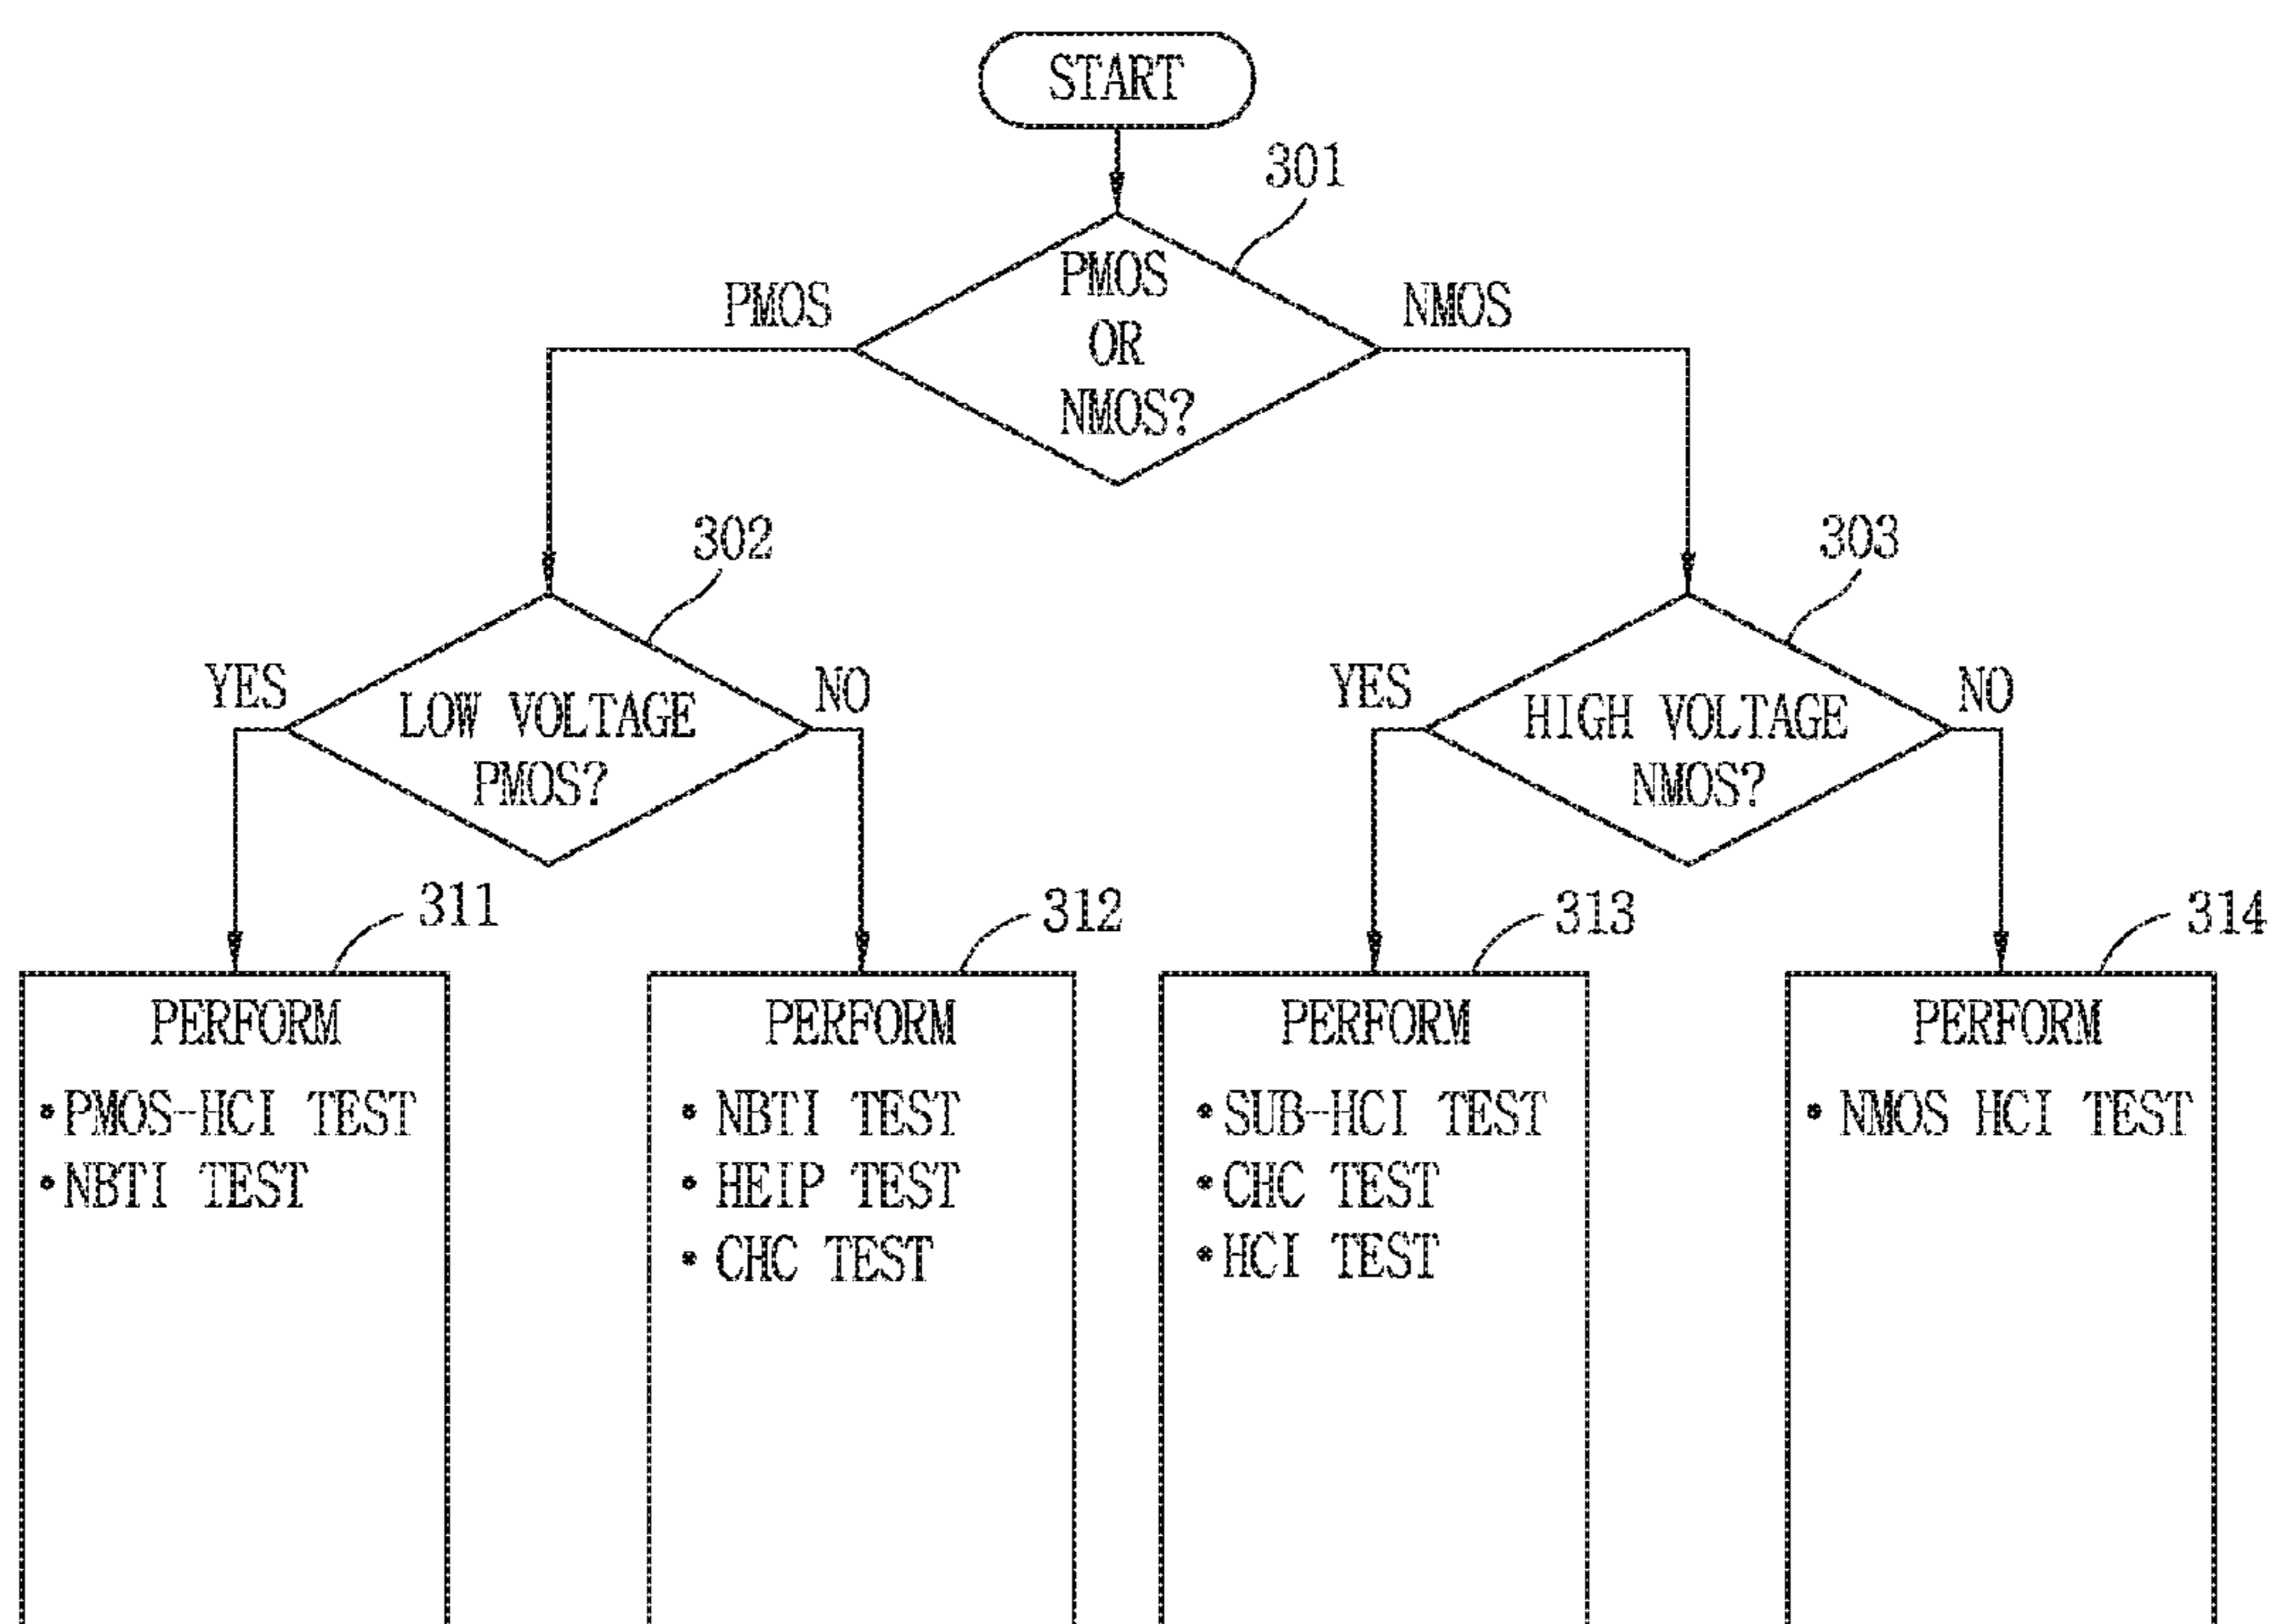 START
301
PMOS
OR
NMOS?
PMOS
NMOS
302
303
YES
LOW VOLTAGE
PMOS?
NO
YES
HIGH VOLTAGE
NMOS?
NO
311
312
313
314
PERFORM
•PMOS-HCI TEST
•NBTI TEST
PERFORM
• NBTI TEST
• HEIP TEST
• CHC TEST
PERFORM
•SUB-HCI TEST
•CHC TEST
•HCI TEST
PERFORM
• NMOS HCI TEST